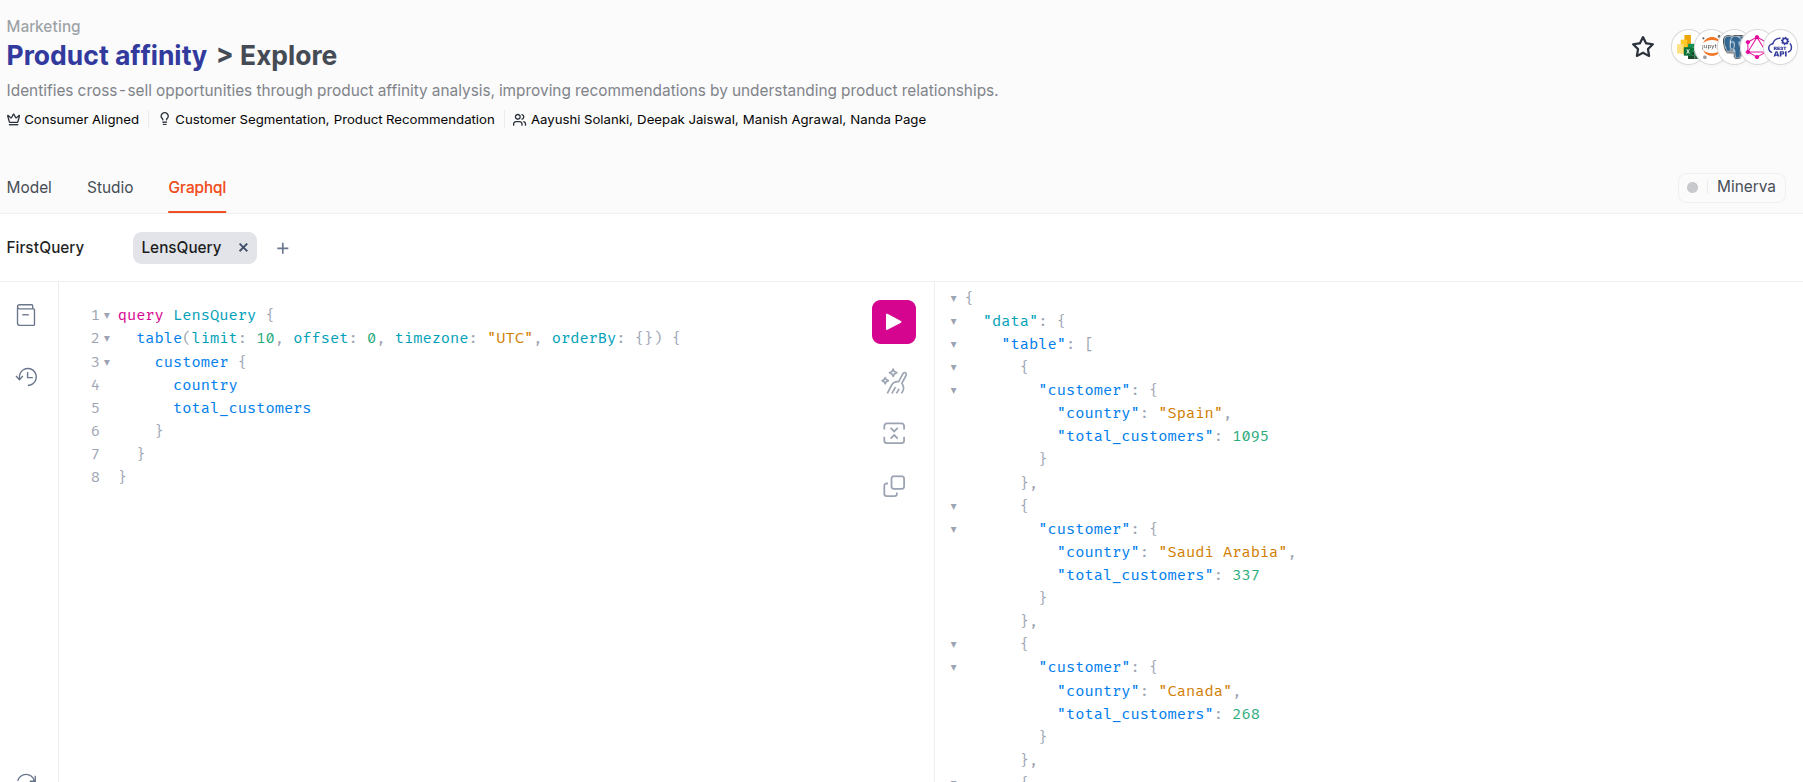 Marketing
Product affinity > Explore
Identifies cross-sell opportunities through product affinity analysis, improving recommendations by understanding product relationships.
Consumer Aligned Customer Segmentation, Product Recommendation Aayushi Solanki, Deepak Jaiswal, Manish Agrawal, Nanda Page
jupyt
REST
API
Model Studio Graphql
Minerva
FirstQuery LensQuery × +
1 query LensQuery {
2 table(limit: 10, offset: 0, timezone: "UTC", orderBy: {}) {
3 customer {
4 country
5 total_customers
6 }
7 }
8 }
{
"data": {
"table": [
{
"customer": {
"country": "Spain",
"total_customers": 1095
}
},
{
"customer": {
"country": "Saudi Arabia",
"total_customers": 337
}
},
{
"customer": {
"country": "Canada",
"total_customers": 268
}
},
{